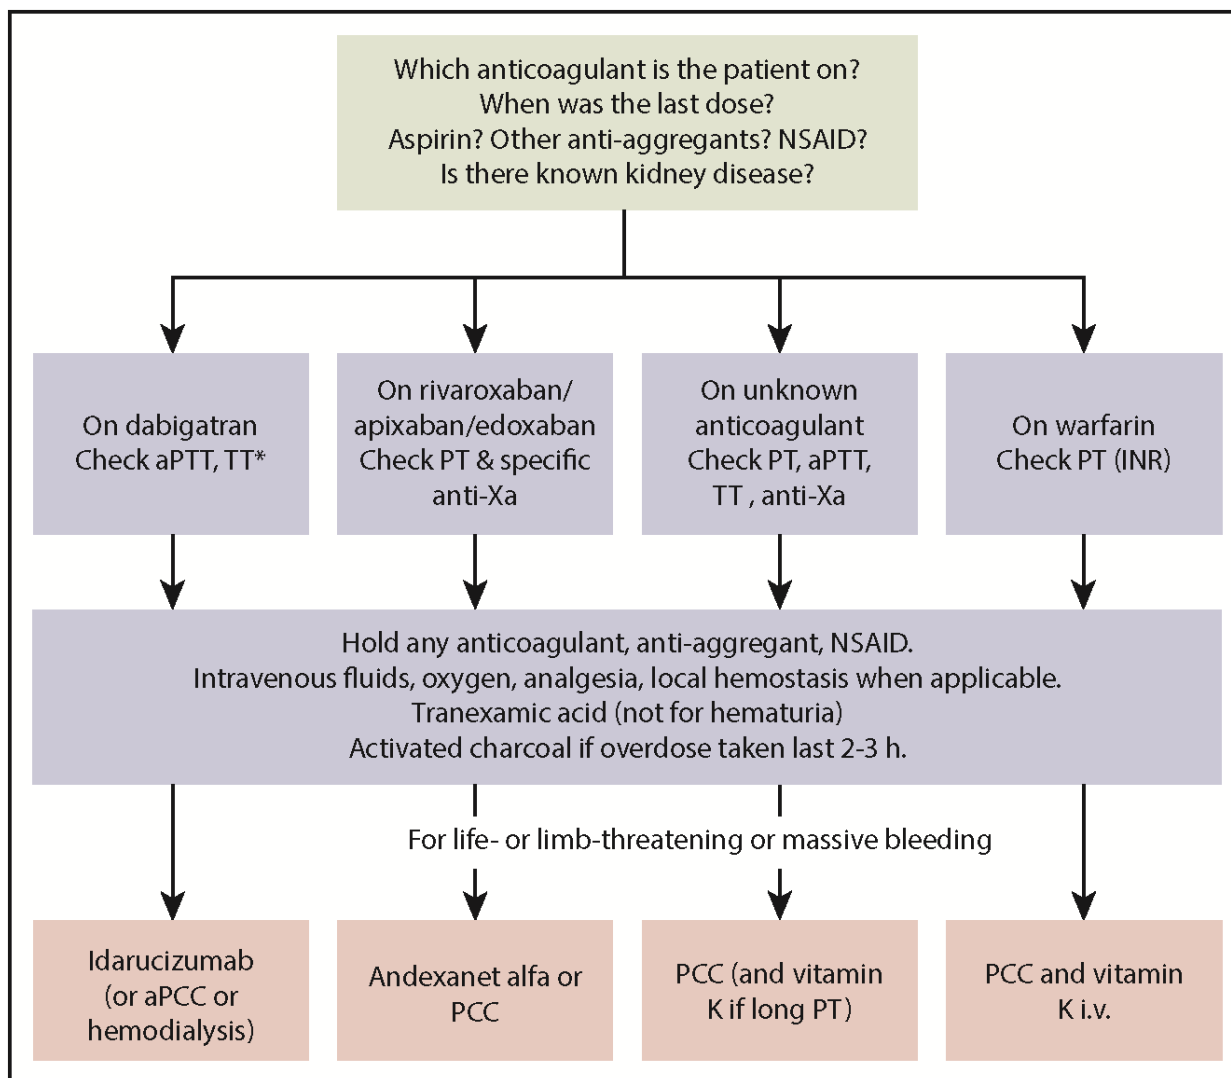 Which anticoagulant is the patient on?
When was the last dose?
Aspirin? Other anti-aggregants? NSAID?
Is there known kidney disease?
On dabigatran
Check aPTT, TT*
On rivaroxaban/
apixaban/edoxaban
Check PT & specific
anti-Xa
On unknown
anticoagulant
Check PT, aPTT,
TT , anti-Xa
On warfarin
Check PT (INR)
Hold any anticoagulant, anti-aggregant, NSAID.
Intravenous fluids, oxygen, analgesia, local hemostasis when applicable.
Tranexamic acid (not for hematuria)
Activated charcoal if overdose taken last 2-3 h.
For life- or limb-threatening or massive bleeding
Idarucizumab
(or aPCC or
hemodialysis)
Andexanet alfa or
PCC
PCC (and vitamin
K if long PT)
PCC and vitamin
K i.v.